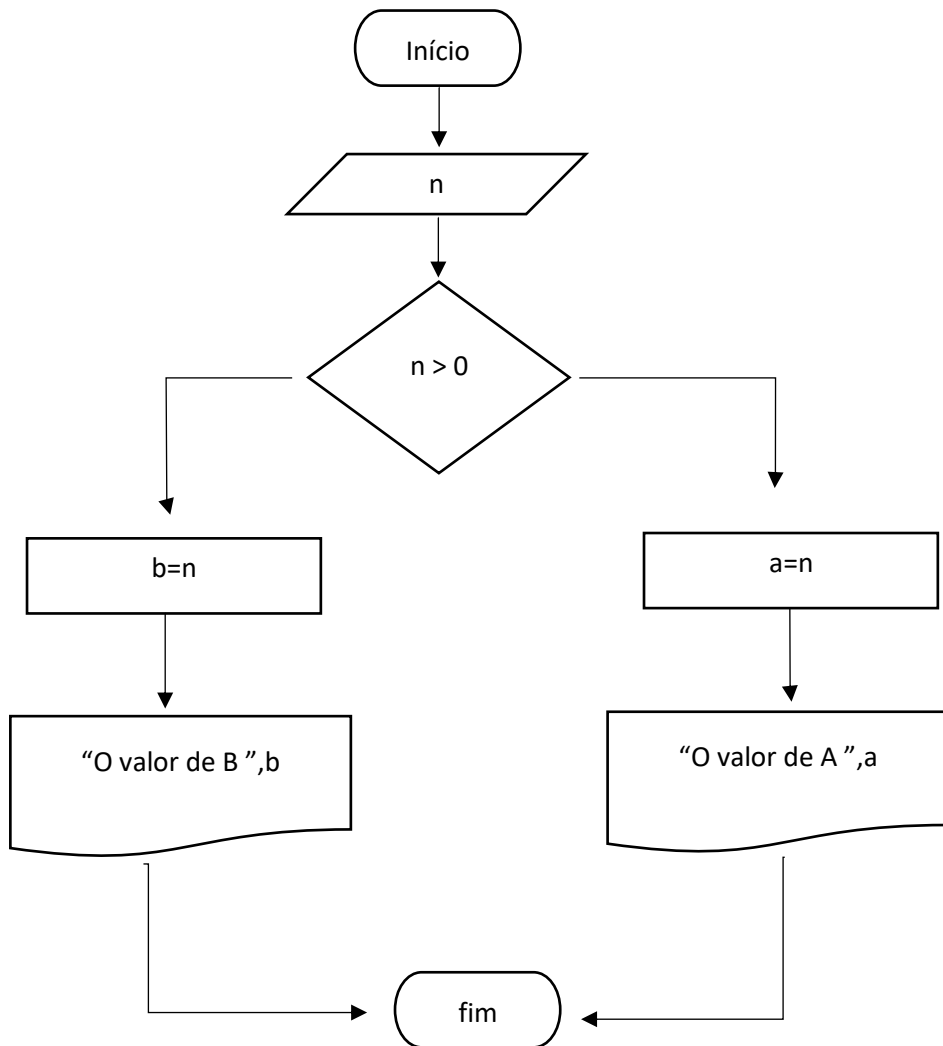 Início
n
n > 0
b=n
a=n
“O valor de B ”,b
“O valor de A ”,a
fim